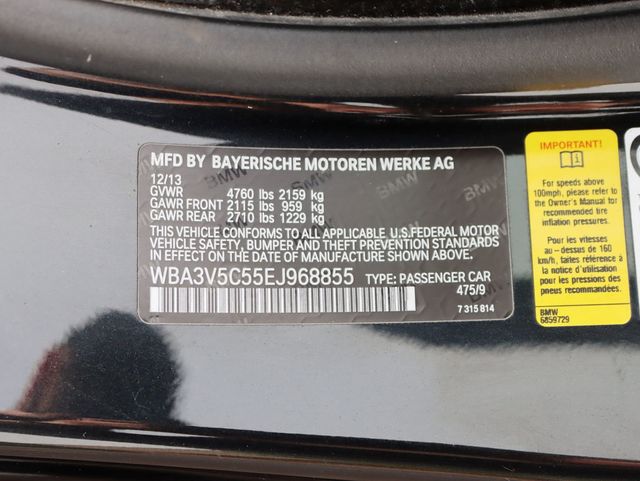 MFD BY BAYERISCHE MOTOREN WERKE AG
12/13
GVWR 4760 lbs 2159 kg
GAWR FRONT 2115 lbs 959 kg
GAWR REAR 2710 lbs 1229 kg
THIS VEHICLE CONFORMS TO ALL APPLICABLE U.S.FEDERAL MOTOR
VEHICLE SAFETY, BUMPER AND THEFT PREVENTION STANDARDS
IN EFFECT ON THE DATE OF MANUFACTURE SHOWN ABOVE.
WBA3V5C55EJ968855 TYPE: PASSENGER CAR
475/9
7 315 814
IMPORTANT!
For speeds above
100mph, please refer to
the Owner's Manual for
recommended tire
inflation pressures.
Pour les vitesses au-
dessus de 160
km/h, veuillez référer à
la notice d'utilisation
pour les pressions de
pneus recommandées.
BMW
6859729